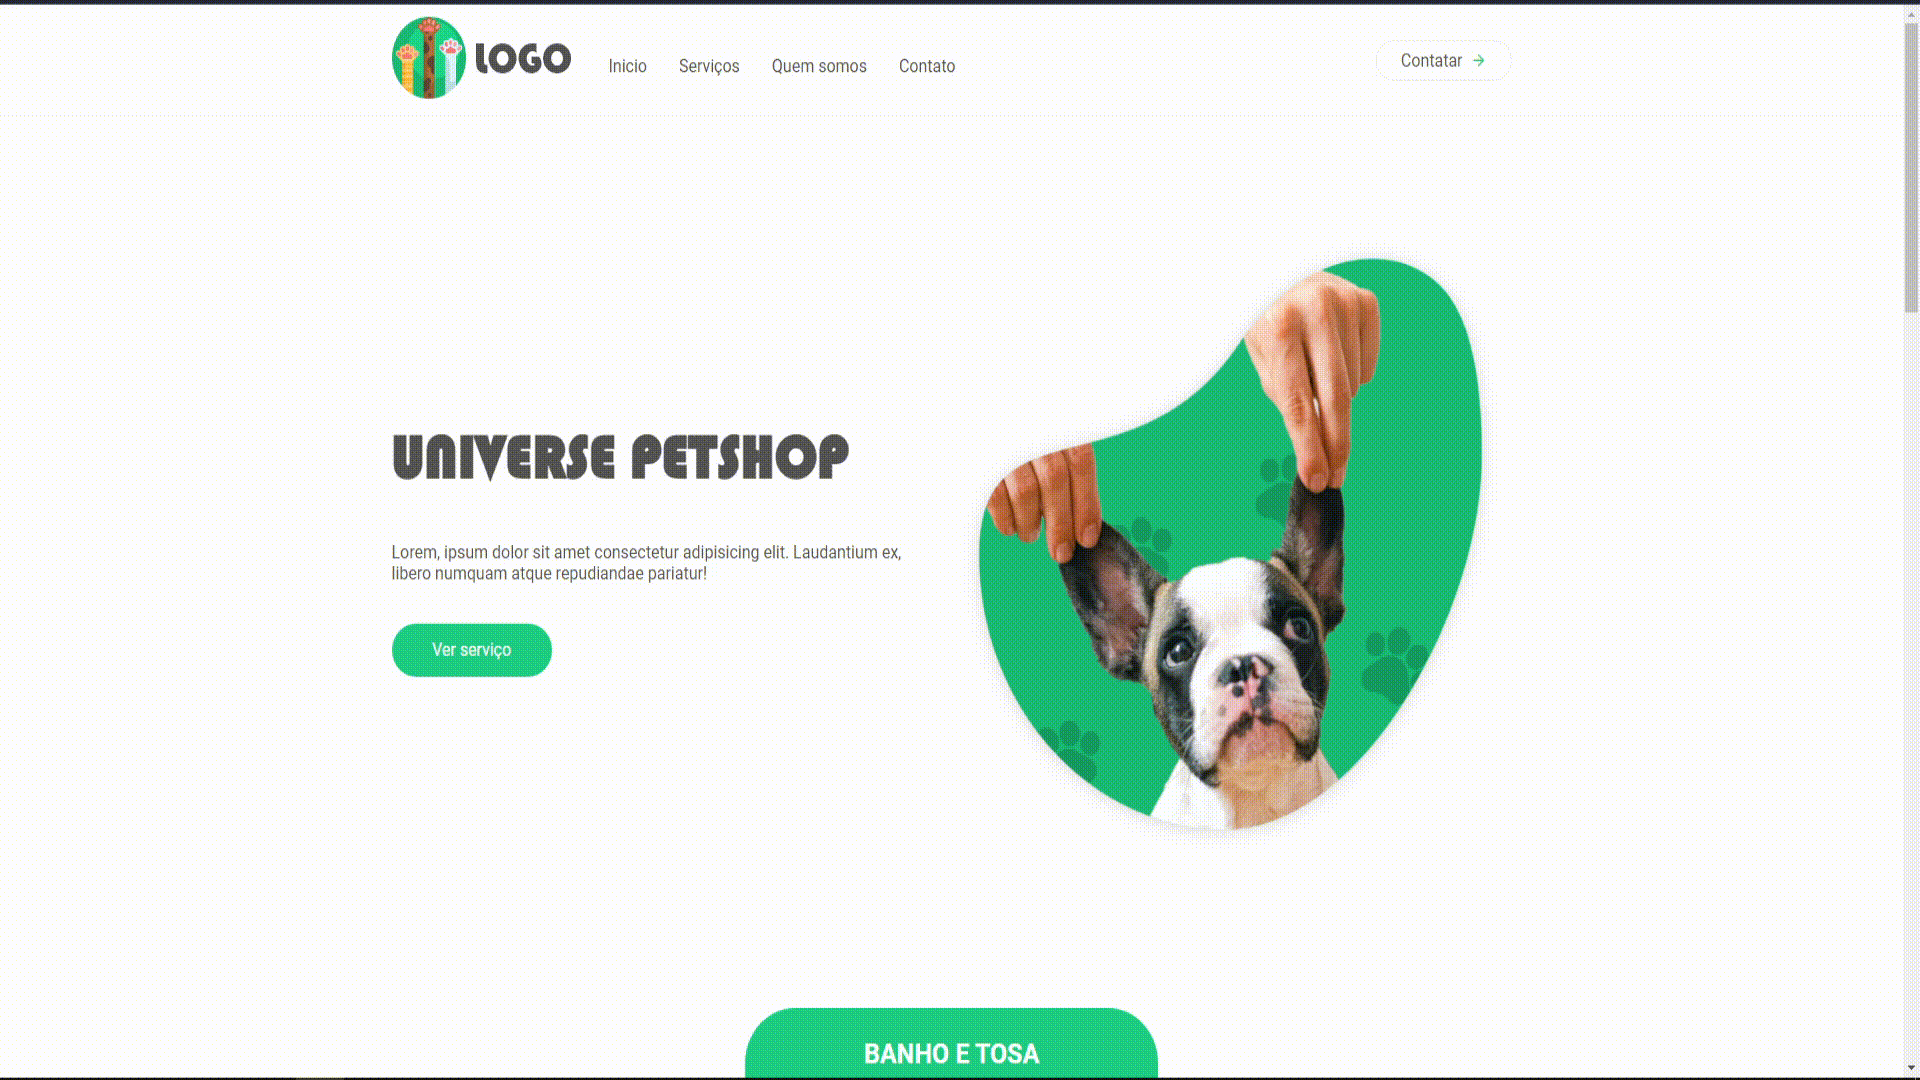 LOGO
Inicio
Serviços
Quem somos
Contato
Contatar
UNIVERSE PETSHOP
Lorem, ipsum dolor sit amet consectetur adipisicing elit. Laudantium ex,
libero numquam atque repudiandae pariatur!
Ver serviço
BANHO E TOSA